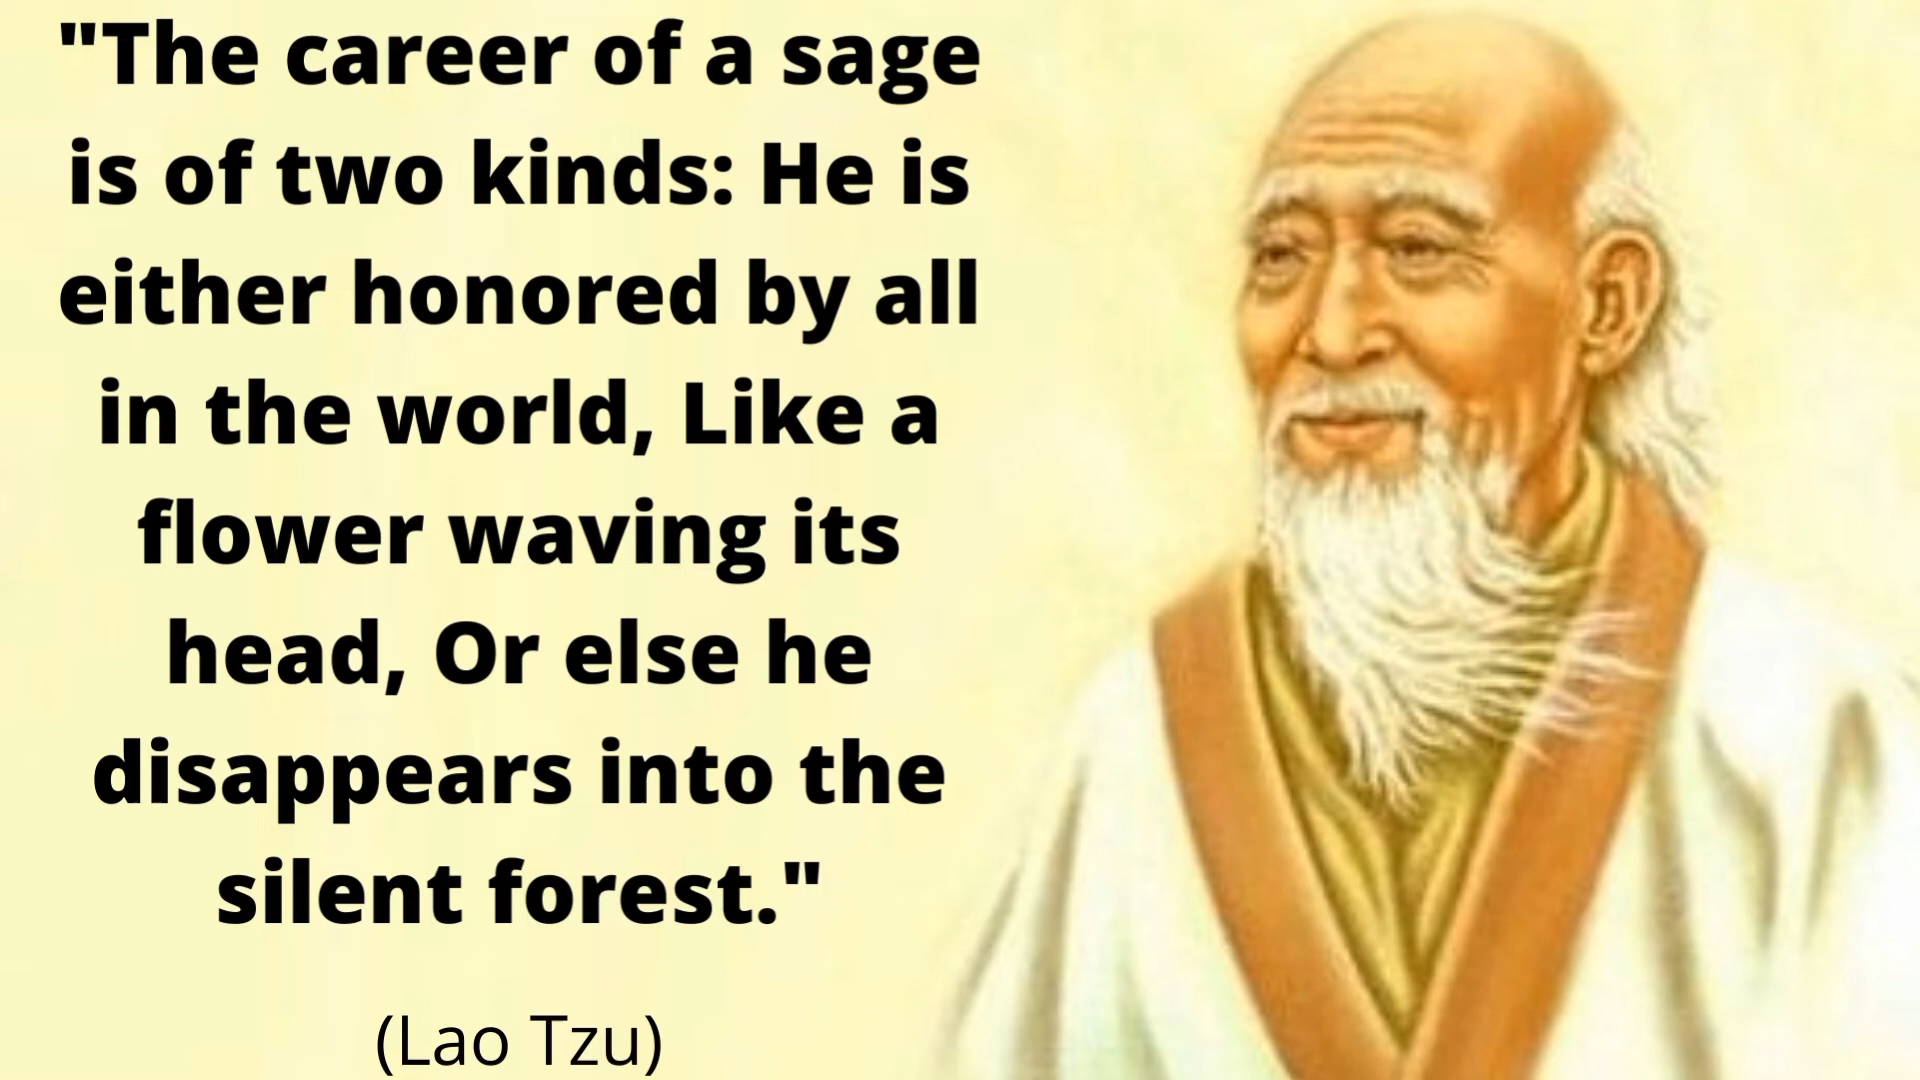 "The career of a sage
is of two kinds: He is
either honored by all
in the world, Like a
flower waving its
head, Or else he
disappears into the
silent forest."
(Lao Tzu)